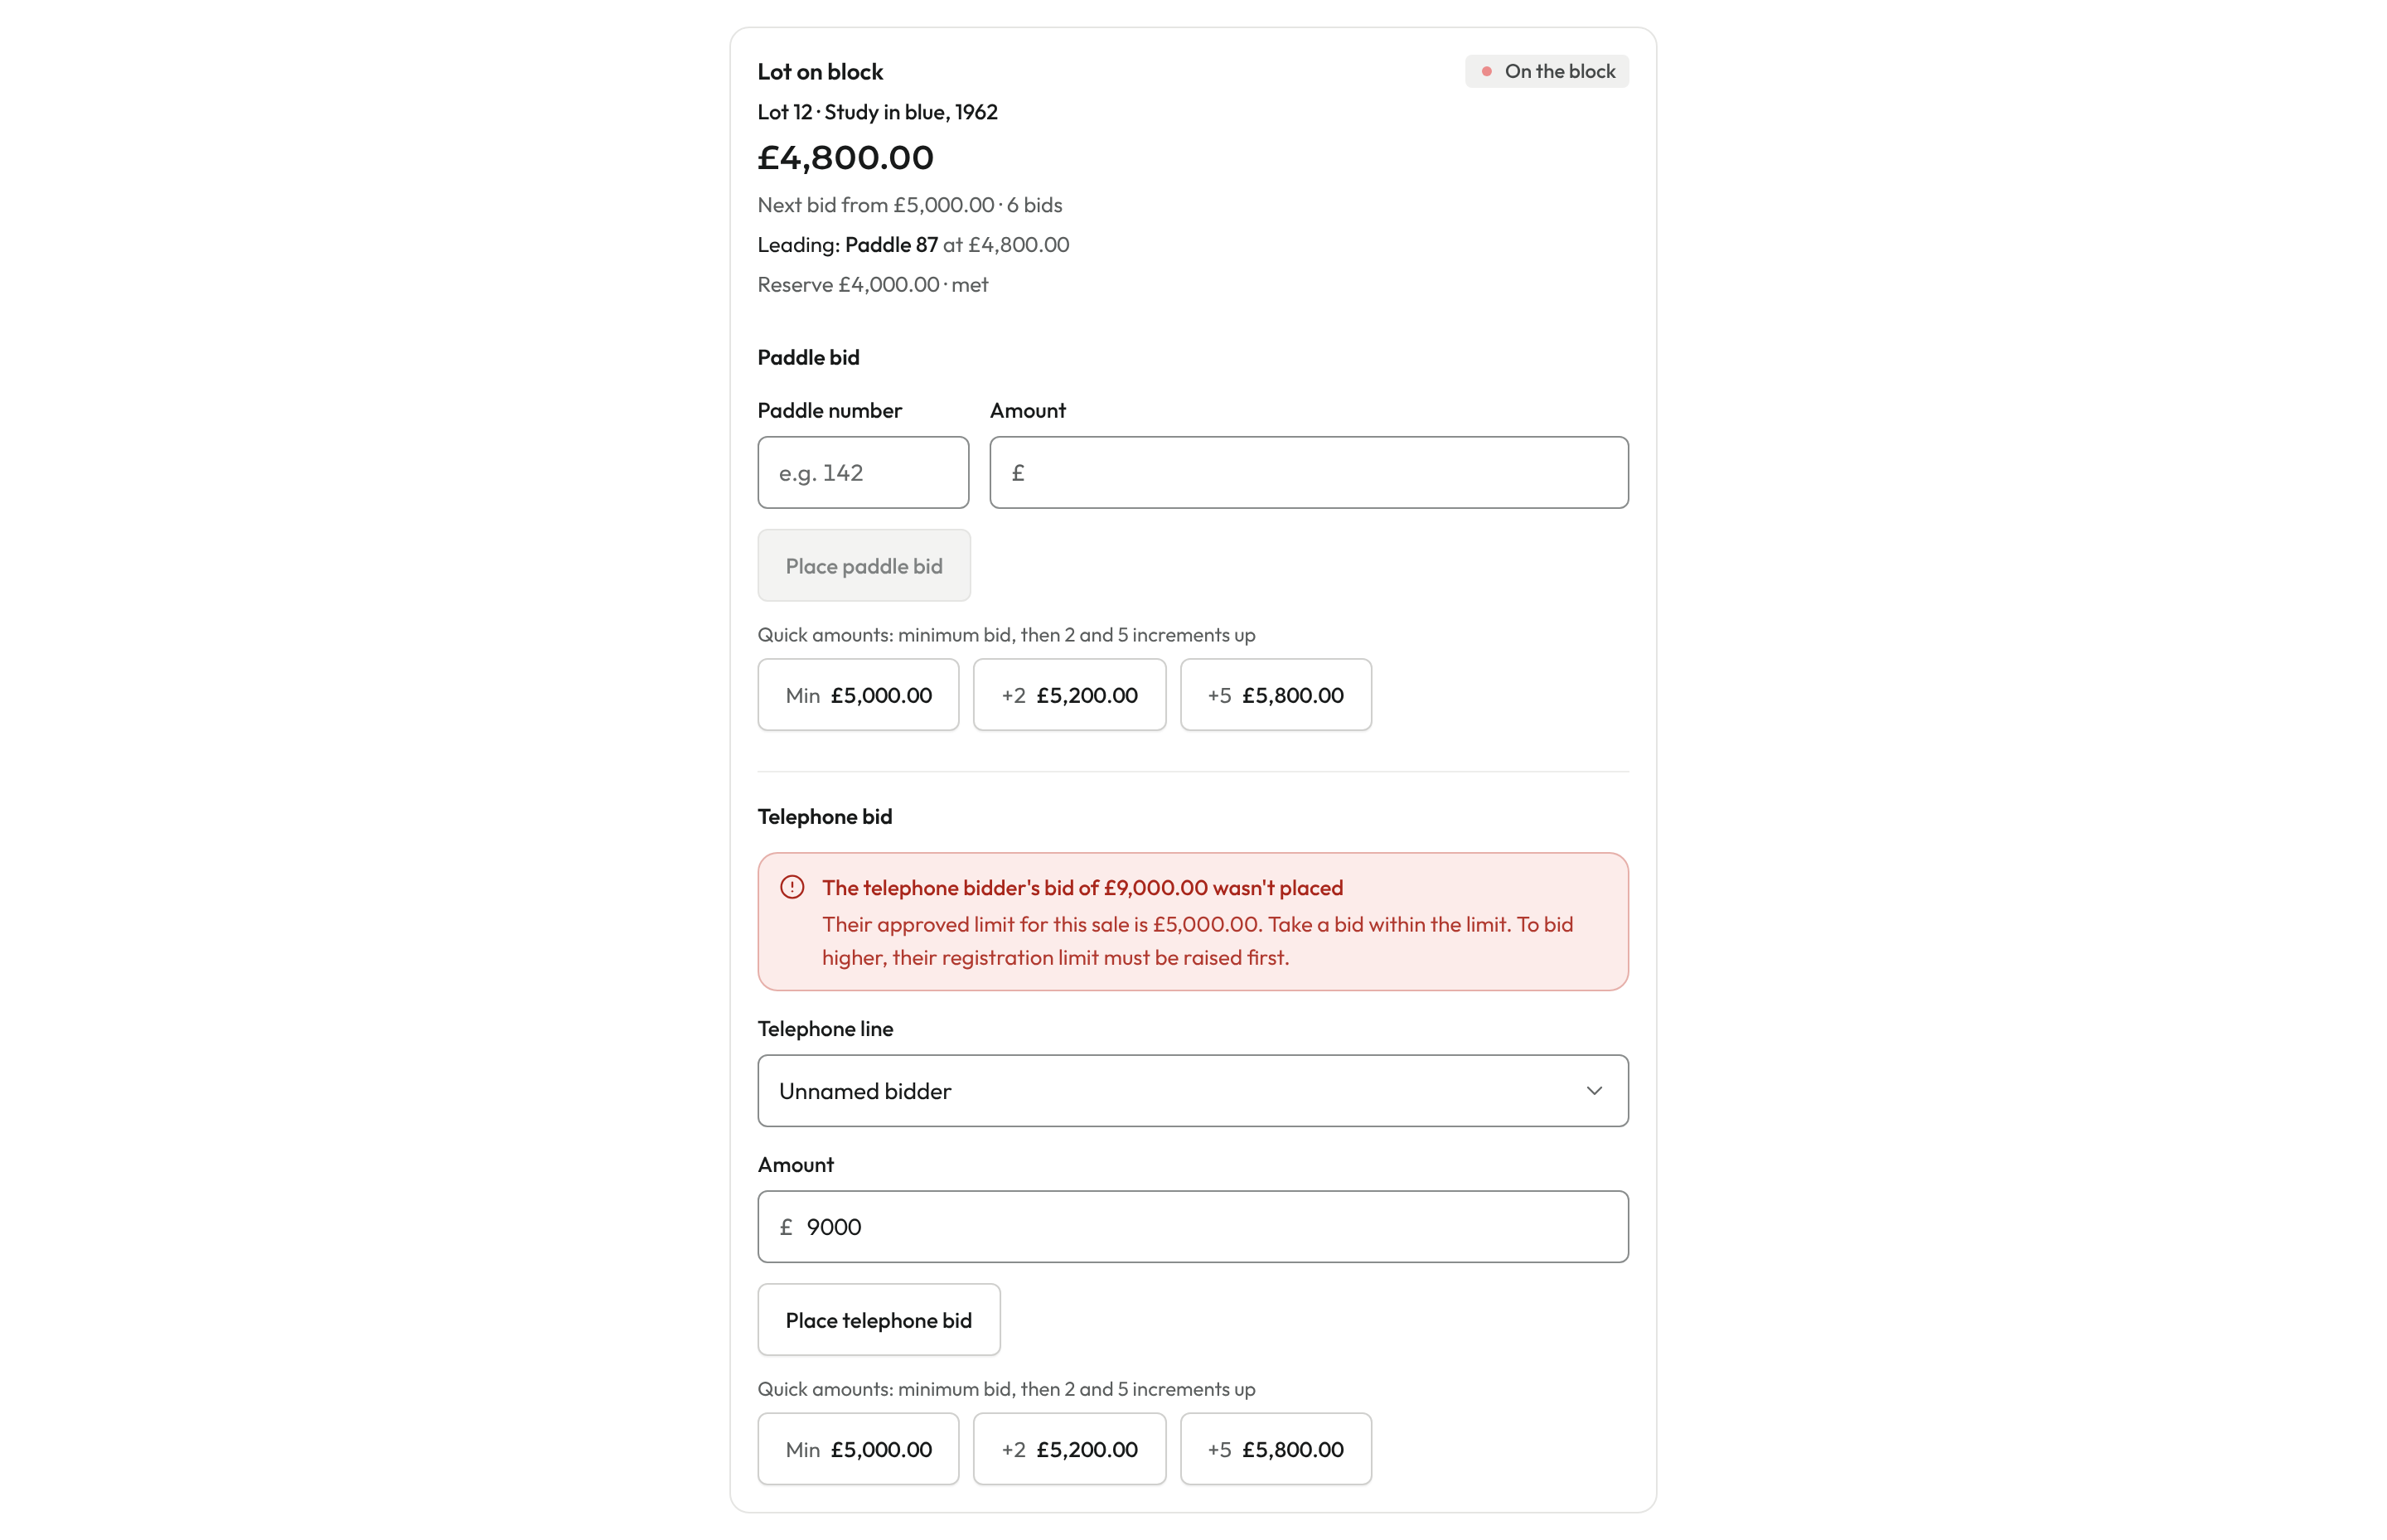 Lot on block
On the block
Lot 12 · Study in blue, 1962
£4,800.00
Next bid from £5,000.00 · 6 bids
Leading: Paddle 87 at £4,800.00
Reserve £4,000.00 · met
Paddle bid
Paddle number
Amount
e.g. 142
£
Place paddle bid
Quick amounts: minimum bid, then 2 and 5 increments up
Min £5,000.00
+2 £5,200.00
+5 £5,800.00
Telephone bid
The telephone bidder's bid of £9,000.00 wasn't placed
Their approved limit for this sale is £5,000.00. Take a bid within the limit. To bid
higher, their registration limit must be raised first.
Telephone line
Unnamed bidder
Amount
£ 9000
Place telephone bid
Quick amounts: minimum bid, then 2 and 5 increments up
Min £5,000.00
+2 £5,200.00
+5 £5,800.00